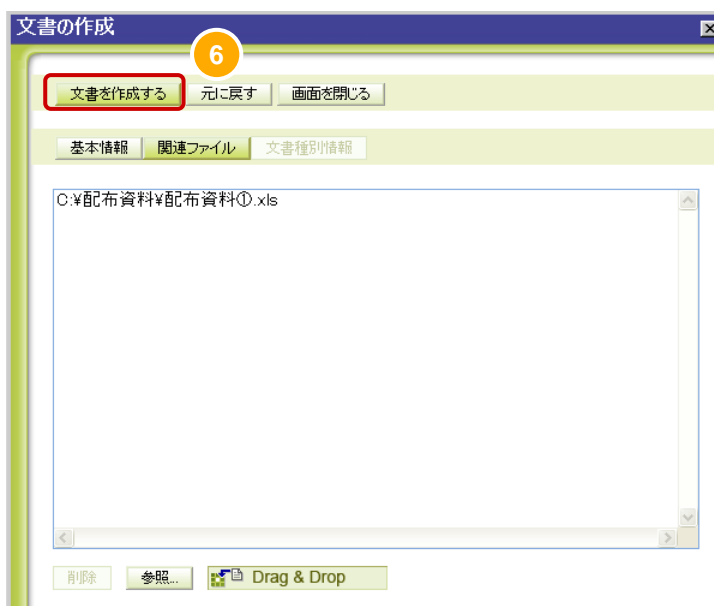 文書の作成
6
文書を作成する 元に戻す 画面を閉じる
基本情報 関連ファイル 文書種別情報
C:¥配布資料¥配布資料①.xls
削除 参照... Drag & Drop